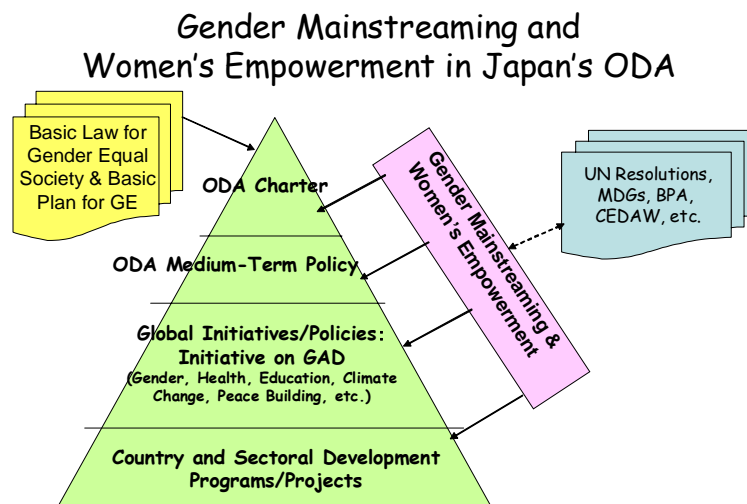 Gender Mainstreaming and
Women's Empowerment in Japan's ODA
Basic Law for
Gender Equal
Society & Basic
Plan for GE
ODA Charter
Gender Mainstreaming &
Women's Empowerment
UN Resolutions,
MDGs, BPA,
CEDAW, etc.
ODA Medium-Term Policy
Global Initiatives/Policies:
Initiative on GAD
(Gender, Health, Education, Climate
Change, Peace Building, etc.)
Country and Sectoral Development
Programs/Projects